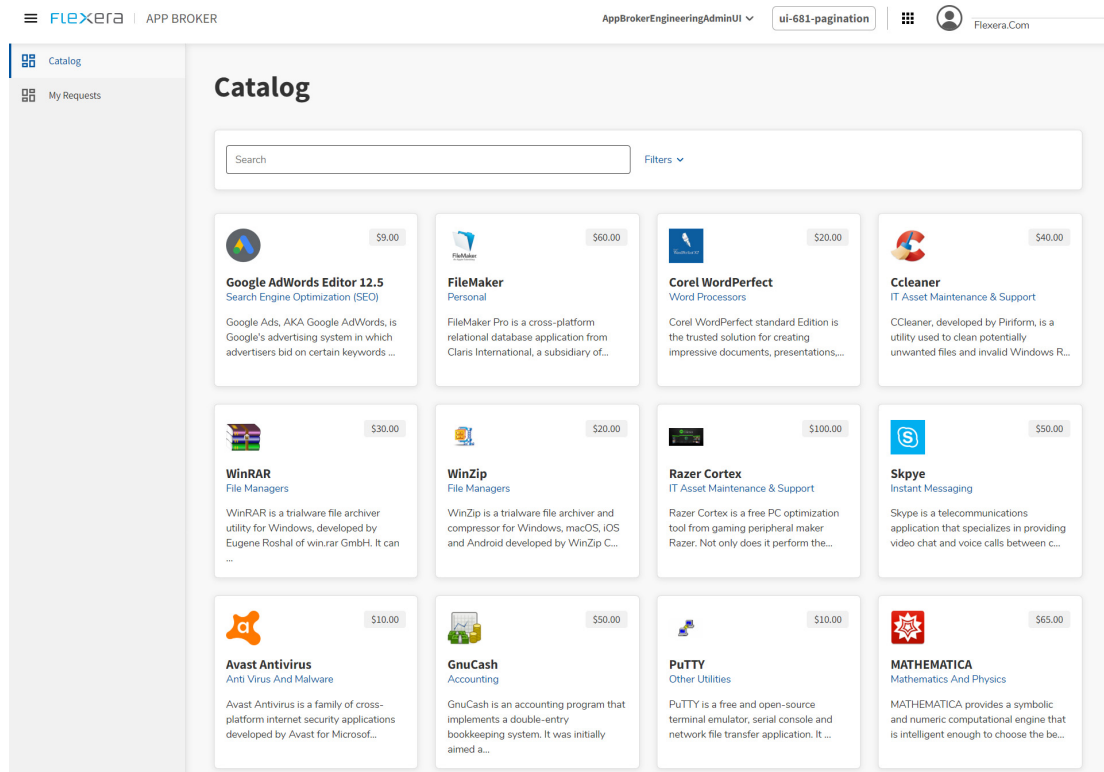 Flexera APP BROKER
AppBrokerEngineeringAdminUI
ui-681-pagination
Flexera.Com
Catalog
My Requests
Catalog
Search
Filters
$9.00
Google AdWords Editor 12.5
Search Engine Optimization (SEO)
Google Ads, AKA Google AdWords, is
Google's advertising system in which
advertisers bid on certain keywords ...
FileMaker
$60.00
FileMaker
Personal
FileMaker Pro is a cross-platform
relational database application from
Claris International, a subsidiary of...
$20.00
Corel WordPerfect
Word Processors
Corel WordPerfect standard Edition is
the trusted solution for creating
impressive documents, presentations,...
$40.00
Ccleaner
IT Asset Maintenance & Support
CCleaner, developed by Piriform, is a
utility used to clean potentially
unwanted files and invalid Windows R...
$30.00
WinRAR
File Managers
WinRAR is a trialware file archiver
utility for Windows, developed by
Eugene Roshal of win.rar GmbH. It can
...
$20.00
WinZip
File Managers
WinZip is a trialware file archiver and
compressor for Windows, macOS, iOS
and Android developed by WinZip C...
$100.00
Razer Cortex
IT Asset Maintenance & Support
Razer Cortex is a free PC optimization
tool from gaming peripheral maker
Razer. Not only does it perform the...
$50.00
Skpye
Instant Messaging
Skype is a telecommunications
application that specializes in providing
video chat and voice calls between c...
$10.00
Avast Antivirus
Anti Virus And Malware
Avast Antivirus is a family of cross-
platform internet security applications
developed by Avast for Microsof...
$50.00
GnuCash
Accounting
GnuCash is an accounting program that
implements a double-entry
bookkeeping system. It was initially
aimed a...
$10.00
PuTTY
Other Utilities
PuTTY is a free and open-source
terminal emulator, serial console and
network file transfer application. It ...
$65.00
MATHEMATICA
Mathematics And Physics
MATHEMATICA provides a symbolic
and numeric computational engine that
is intelligent enough to choose the be...